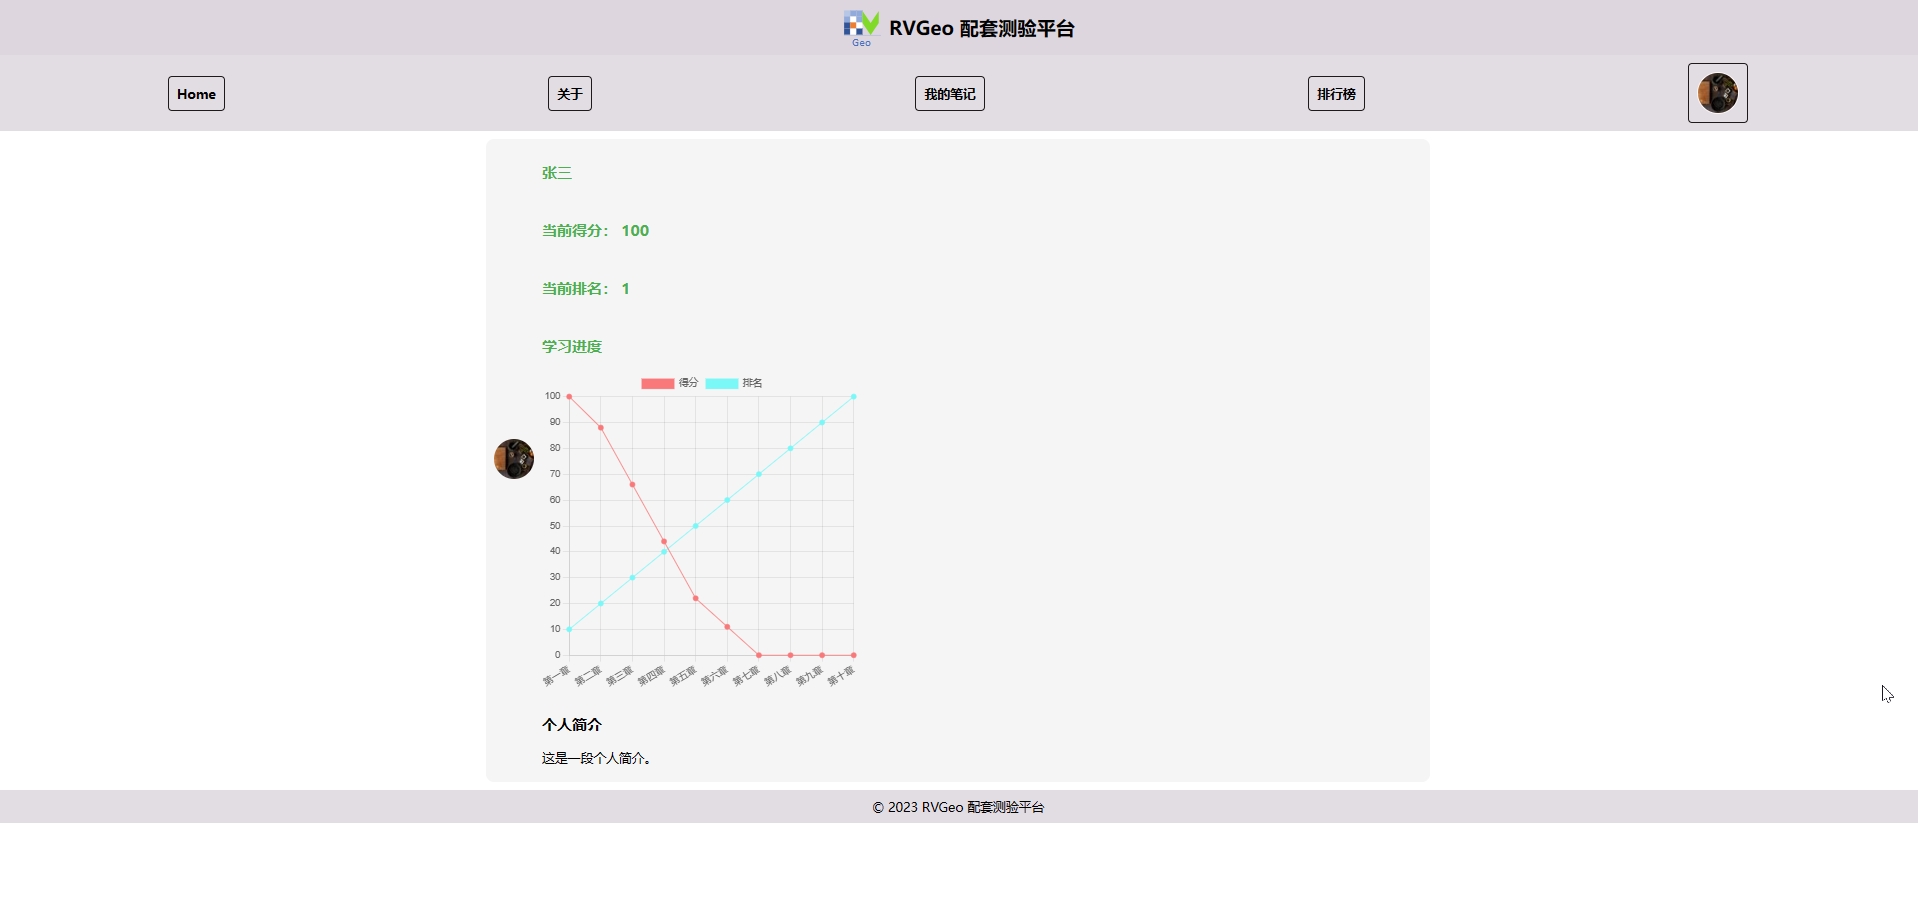 Geo
RVGeo 配套测验平台
Home
关于
我的笔记
排行榜
张三
当前得分： 100
当前排名： 1
学习进度
得分 排名
100
90
80
70
60
50
40
30
20
10
0
第一章 第二章 第三章 第四章 第五章 第六章 第七章 第八章 第九章 第十章
个人简介
这是一段个人简介。
© 2023 RVGeo 配套测验平台